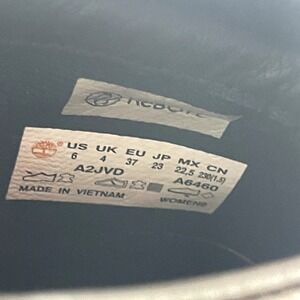 US UK EU JP MX CN
6 4 37 23 22.5 230(1.5)
A2JVD A6460
MADE IN VIETNAM WOMENS